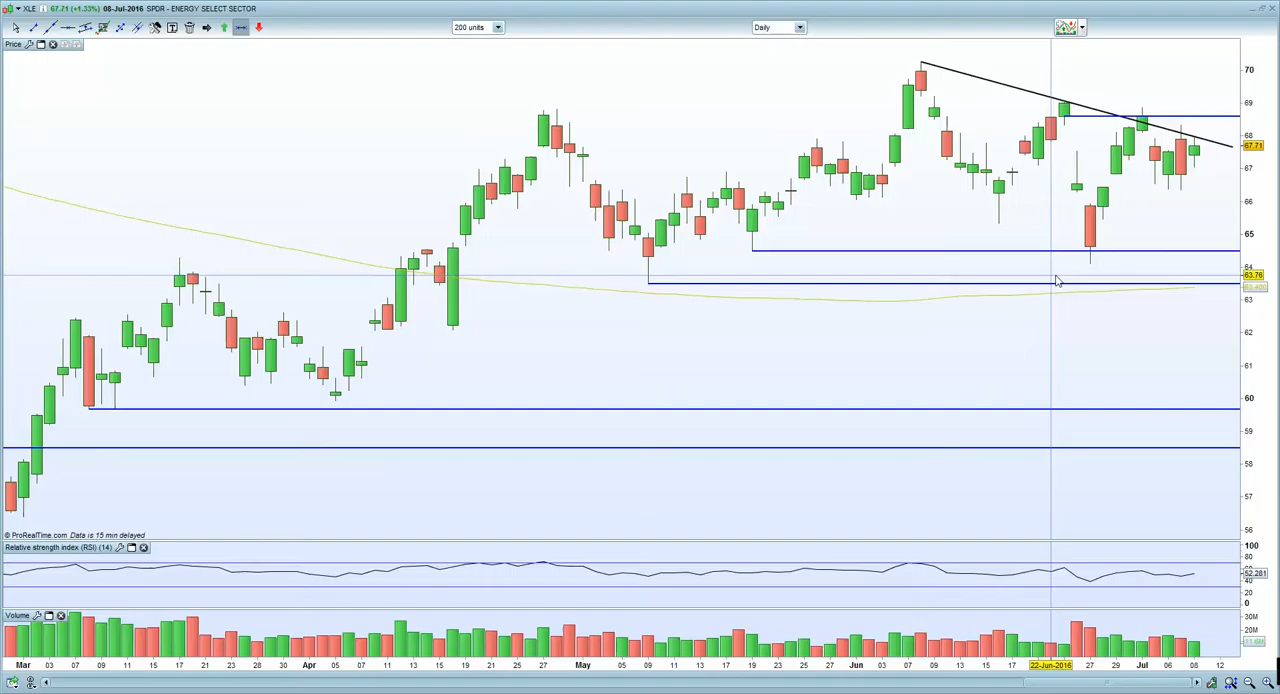 XLE 67.71 (+1.33%) 08-Jul-2016 SPDR - ENERGY SELECT SECTOR
200 units Daily
Price
70
69
68
67.71
67
66
65
64
63.76
63
62
61
60
59
58
57
56
© ProRealTime.com Data is 15 min delayed
Relative strength index (RSI) (14)
100
80
52.281
40
20
0
Volume
30M
20M
Mar 03 07 09 11 15 17 21 23 28 30 Apr 05 07 11 13 15 19 21 25 27 May 05 09 11 13 17 19 23 25 27 Jun 03 07 09 13 15 17 22-Jun-2016 27 29 Jul 06 08 12